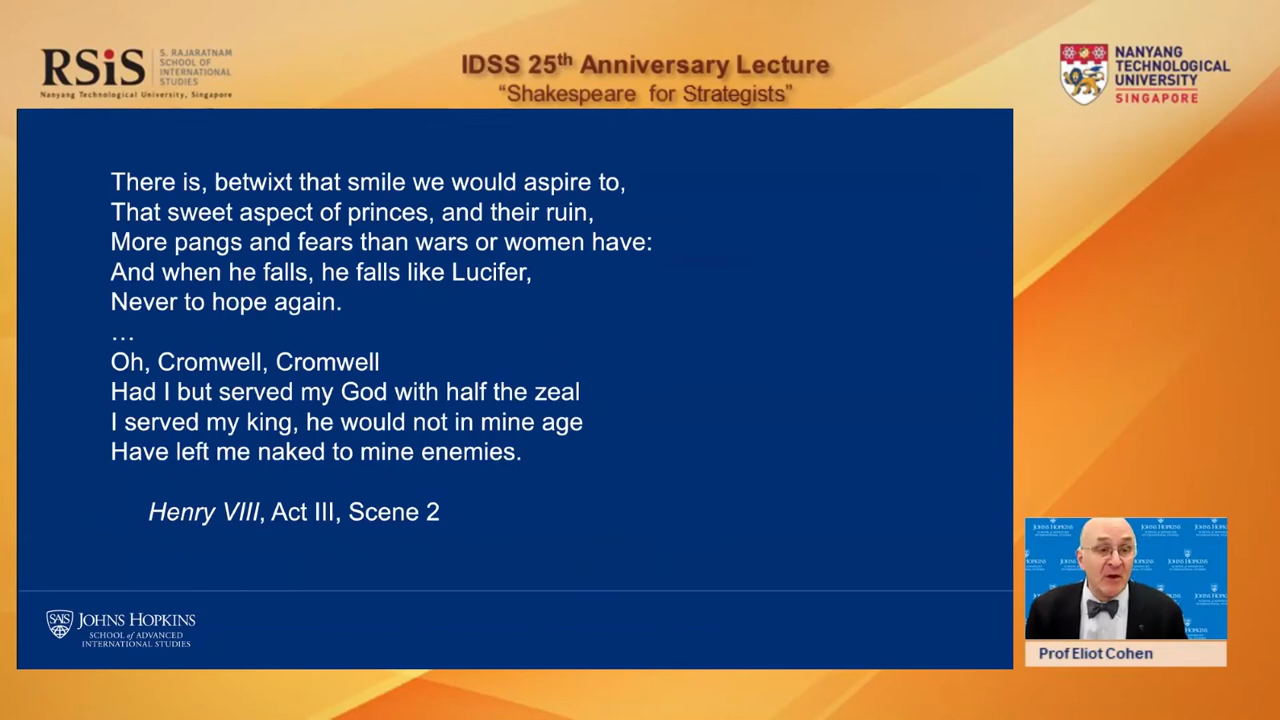 RSiS
S. RAJARATNAM
SCHOOL OF
INTERNATIONAL
STUDIES
Nanyang Technological University, Singapore
IDSS 25th Anniversary Lecture
“Shakespeare for Strategists”
NANYANG
TECHNOLOGICAL
UNIVERSITY
SINGAPORE
There is, betwixt that smile we would aspire to,
That sweet aspect of princes, and their ruin,
More pangs and fears than wars or women have:
And when he falls, he falls like Lucifer,
Never to hope again.
…
Oh, Cromwell, Cromwell
Had I but served my God with half the zeal
I served my king, he would not in mine age
Have left me naked to mine enemies.
Henry VIII, Act III, Scene 2
SAIS
JOHNS HOPKINS
SCHOOL of ADVANCED
INTERNATIONAL STUDIES
JOHNS HOPKINS
Prof Eliot Cohen